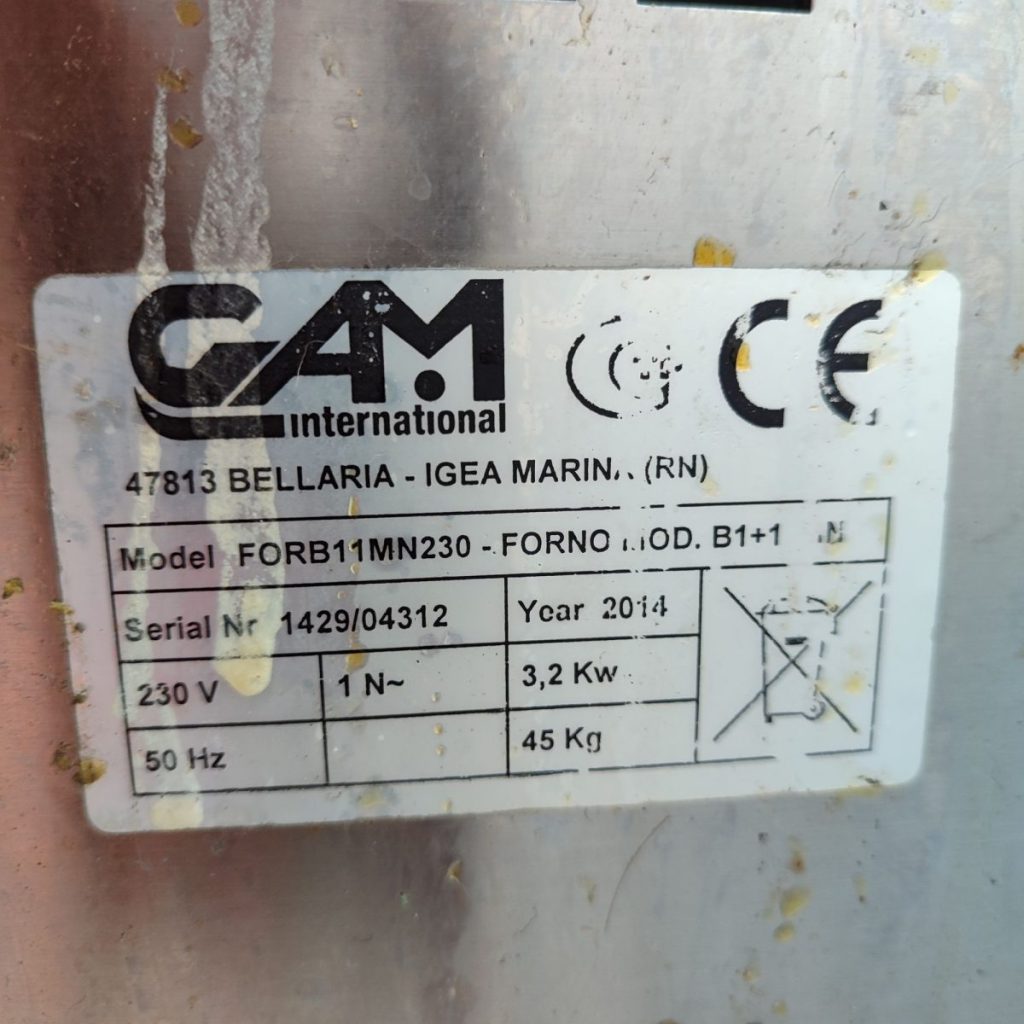 GAM
international
CE
47813 BELLARIA - IGEA MARINA (RN)
Model FORB11MN230 - FORNO MOD. B1+1
Serial Nr 1429/04312 Year 2014
230 V 1 N~ 3,2 Kw
50 Hz 45 Kg